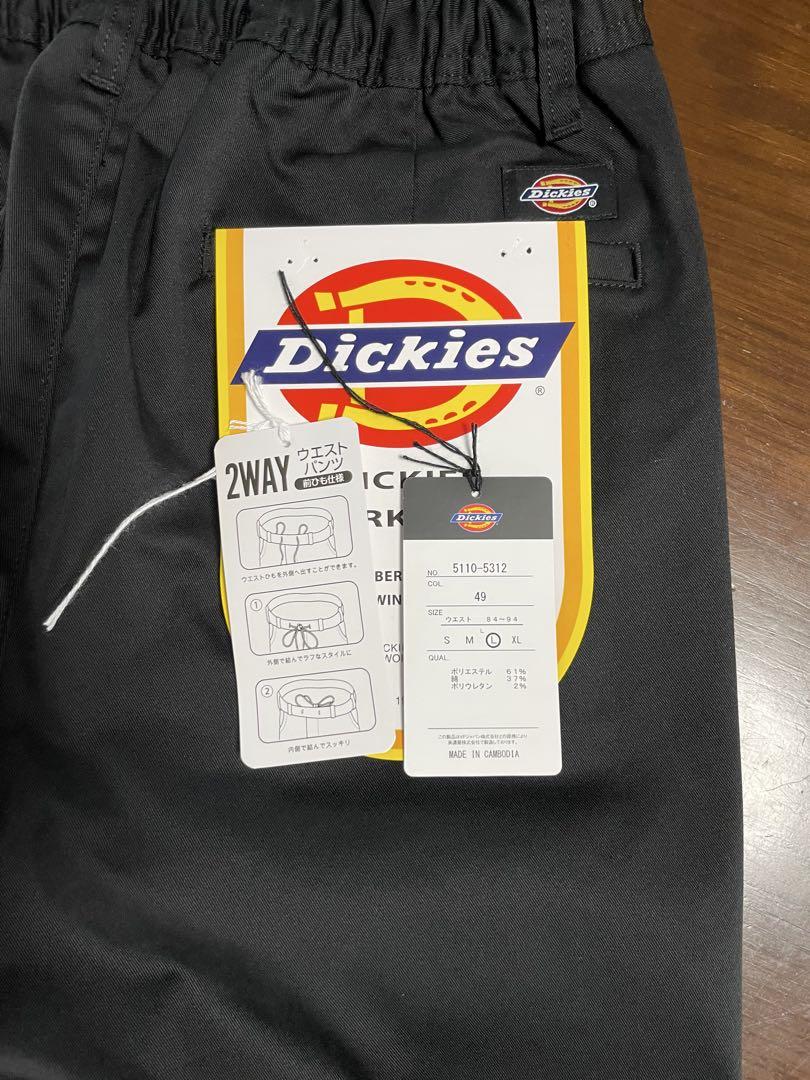 Dickies
®
Dickies
®
2WAY ウエスト
パンツ
前ひも仕様
ウエストひもを外側へ出すことができます。
①
外側で結んでラフなスタイルに
②
内側で結んでスッキリ
Dickies
NO. 5110-5312
COL.
49
SIZE
ウエスト 84~94
L
S M L XL
QUAL.
ポリエステル 61%
綿 37%
ポリウレタン 2%
MADE IN CAMBODIA